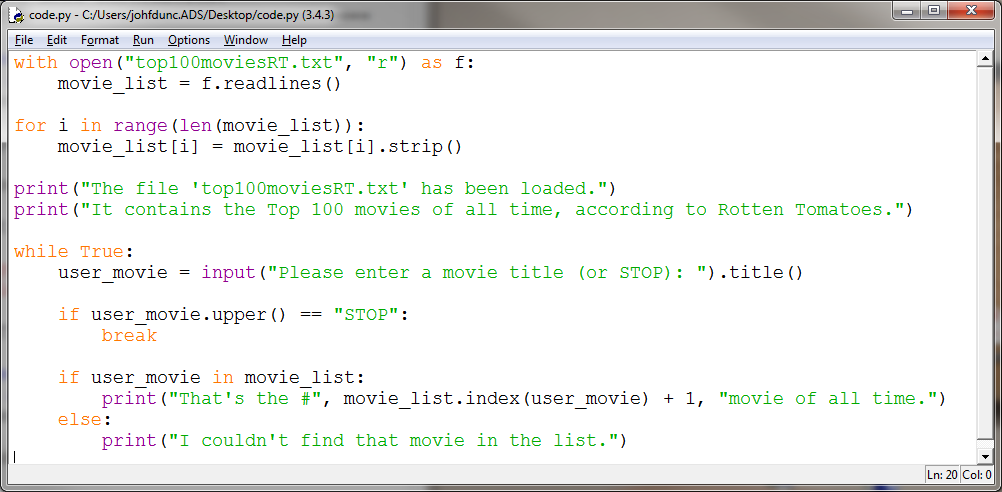 code.py - C:/Users/johfdunc.ADS/Desktop/code.py (3.4.3)
File Edit Format Run Options Window Help
with open("top100moviesRT.txt", "r") as f:
    movie_list = f.readlines()

for i in range(len(movie_list)):
    movie_list[i] = movie_list[i].strip()

print("The file 'top100moviesRT.txt' has been loaded.")
print("It contains the Top 100 movies of all time, according to Rotten Tomatoes.")

while True:
    user_movie = input("Please enter a movie title (or STOP): ").title()

    if user_movie.upper() == "STOP":
        break

    if user_movie in movie_list:
        print("That's the #", movie_list.index(user_movie) + 1, "movie of all time.")
    else:
        print("I couldn't find that movie in the list.")
Ln: 20 Col: 0